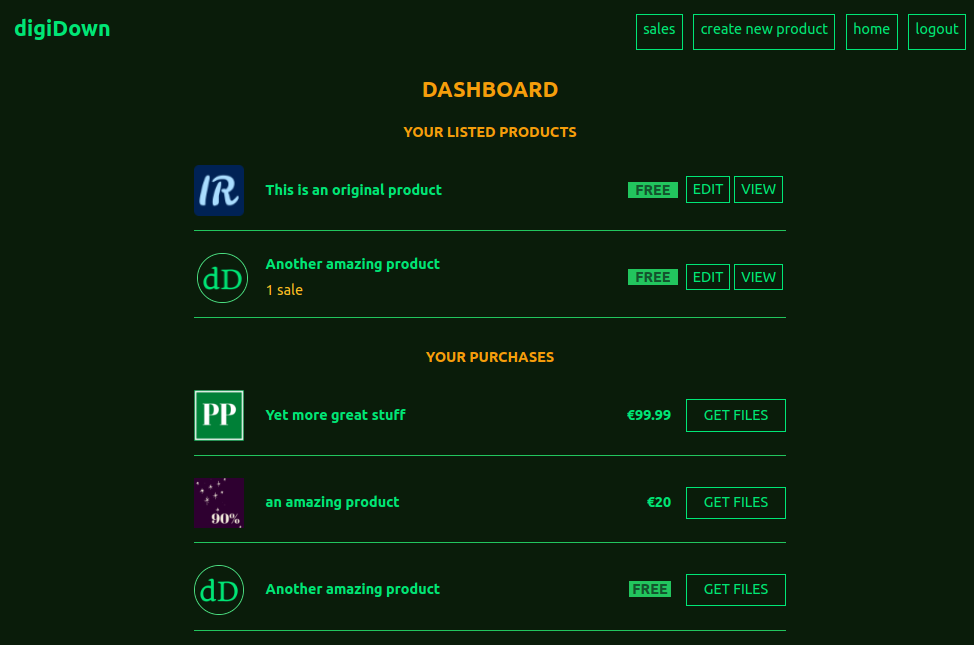 digiDown
sales
create new product
home
logout
DASHBOARD
YOUR LISTED PRODUCTS
IR
This is an original product
FREE
EDIT
VIEW
dD
Another amazing product
1 sale
FREE
EDIT
VIEW
YOUR PURCHASES
PP
Yet more great stuff
€99.99
GET FILES
90%
an amazing product
€20
GET FILES
dD
Another amazing product
FREE
GET FILES